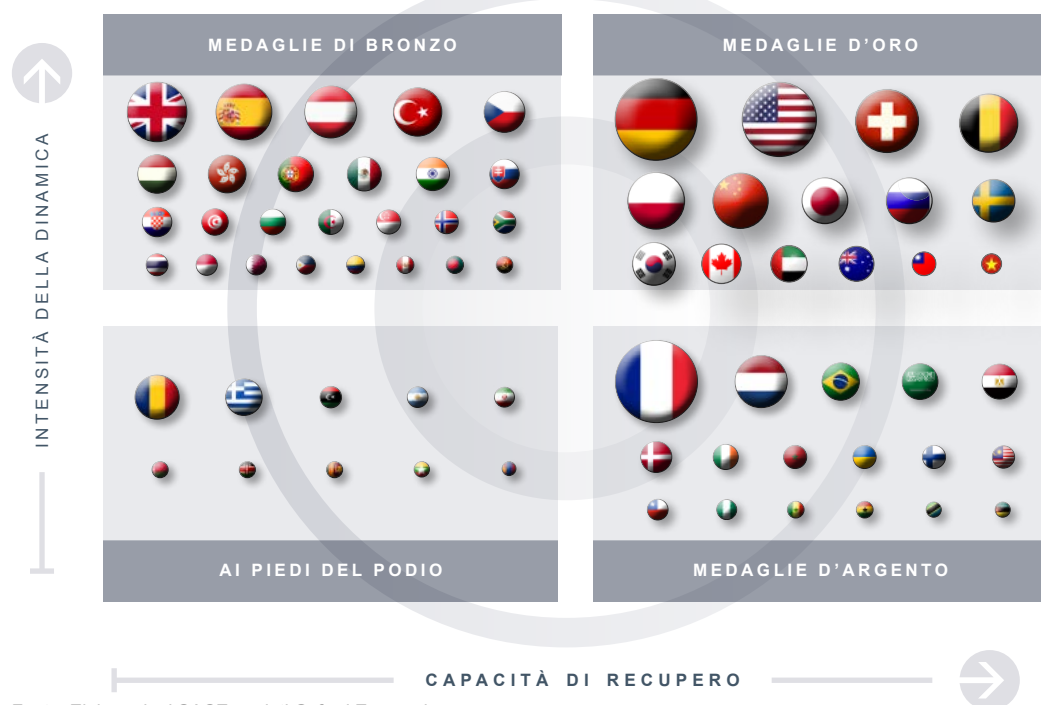 MEDAGLIE DI BRONZO
MEDAGLIE D’ORO
INTENSITÀ DELLA DINAMICA
AI PIEDI DEL PODIO
MEDAGLIE D’ARGENTO
CAPACITÀ DI RECUPERO